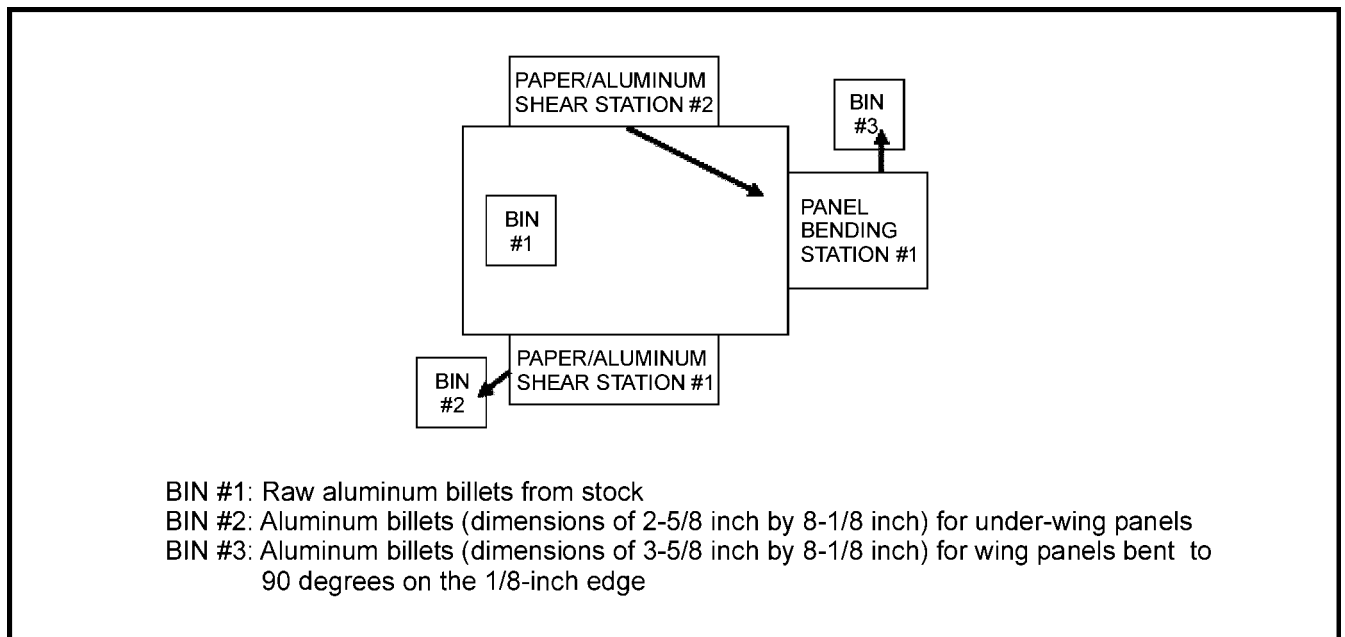 PAPER/ALUMINUM
SHEAR STATION #2
BIN
#3
BIN
#1
PANEL
BENDING
STATION #1
PAPER/ALUMINUM
SHEAR STATION #1
BIN
#2
BIN #1: Raw aluminum billets from stock
BIN #2: Aluminum billets (dimensions of 2-5/8 inch by 8-1/8 inch) for under-wing panels
BIN #3: Aluminum billets (dimensions of 3-5/8 inch by 8-1/8 inch) for wing panels bent to
90 degrees on the 1/8-inch edge